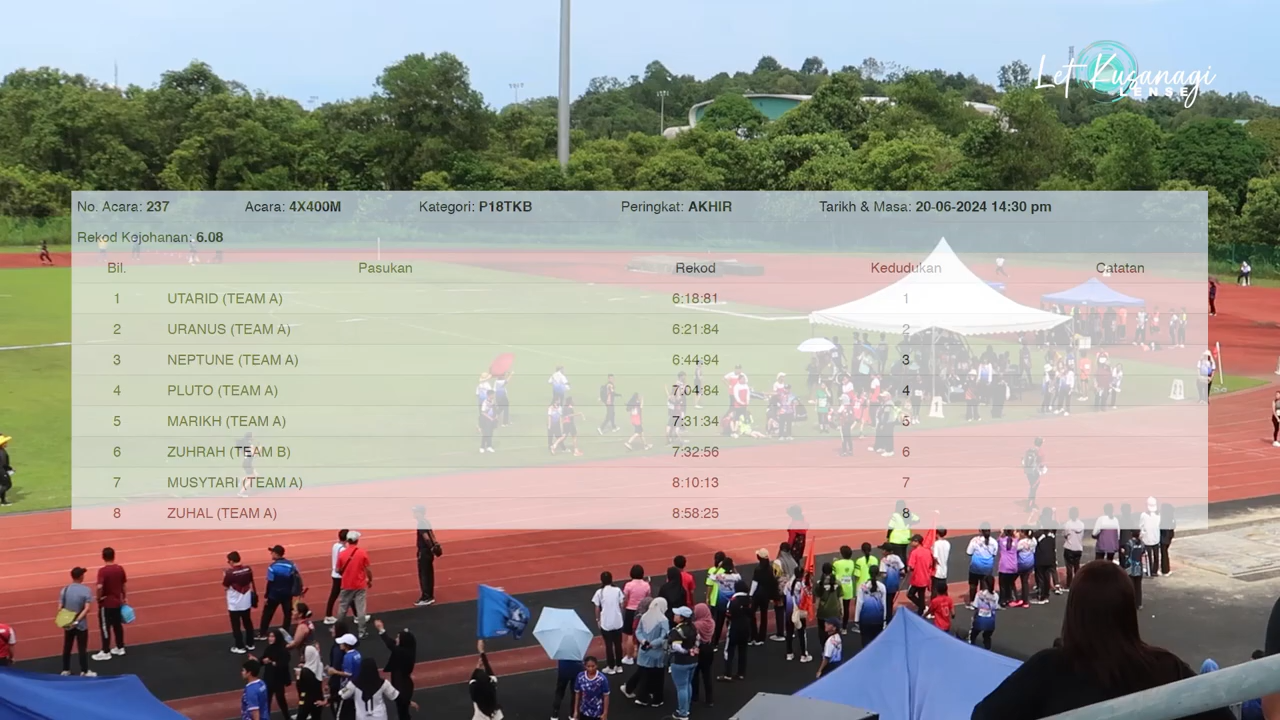 Let Kusanagi
LENSE
No. Acara: 237 Acara: 4X400M Kategori: P18TKB Peringkat: AKHIR Tarikh & Masa: 20-06-2024 14:30 pm
Rekod Kejohanan: 6.08
Bil. Pasukan Rekod Kedudukan Catatan
1 UTARID (TEAM A) 6:18:81 1
2 URANUS (TEAM A) 6:21:84 2
3 NEPTUNE (TEAM A) 6:44:94 3
4 PLUTO (TEAM A) 7:04:84 4
5 MARIKH (TEAM A) 7:31:34 5
6 ZUHRAH (TEAM B) 7:32:56 6
7 MUSYTARI (TEAM A) 8:10:13 7
8 ZUHAL (TEAM A) 8:58:25 8